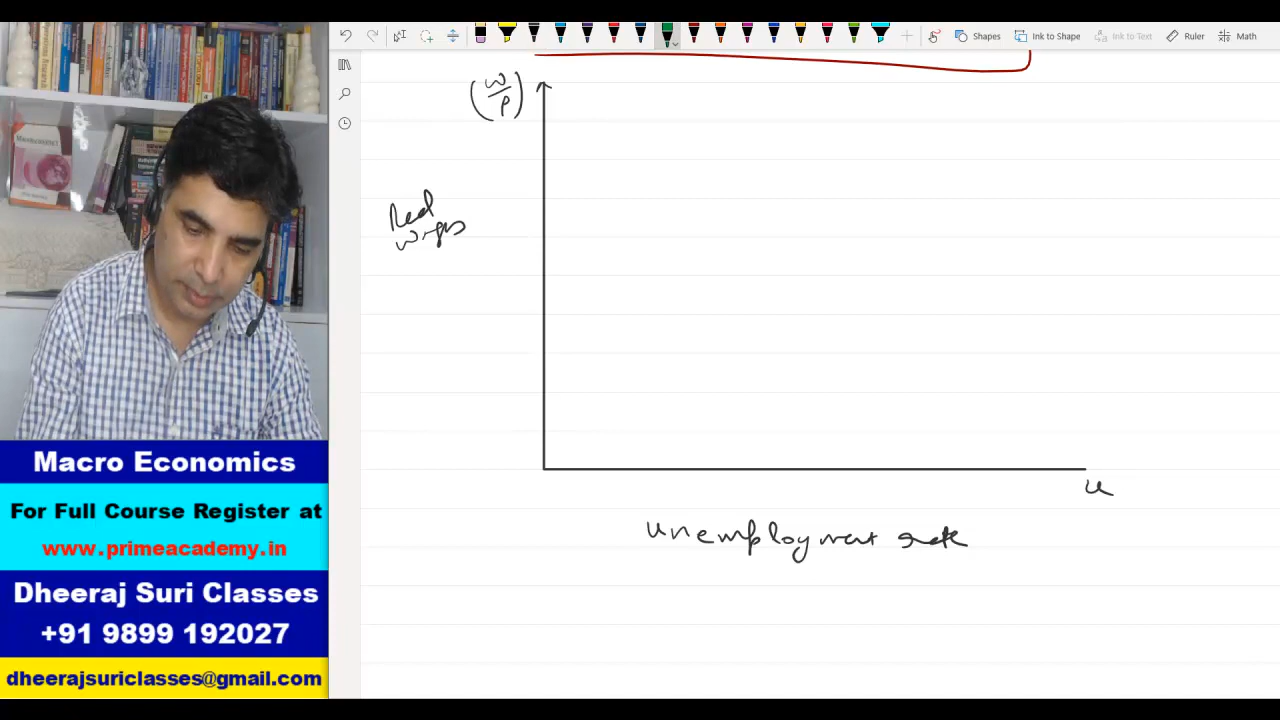 Shapes
Ink to Shape
Ink to Text
Ruler
Math
(W/P)
Real
Wages
u
unemployment rate
Macro Economics
For Full Course Register at
www.primeacademy.in
Dheeraj Suri Classes
+91 9899 192027
dheerajsuriclasses@gmail.com